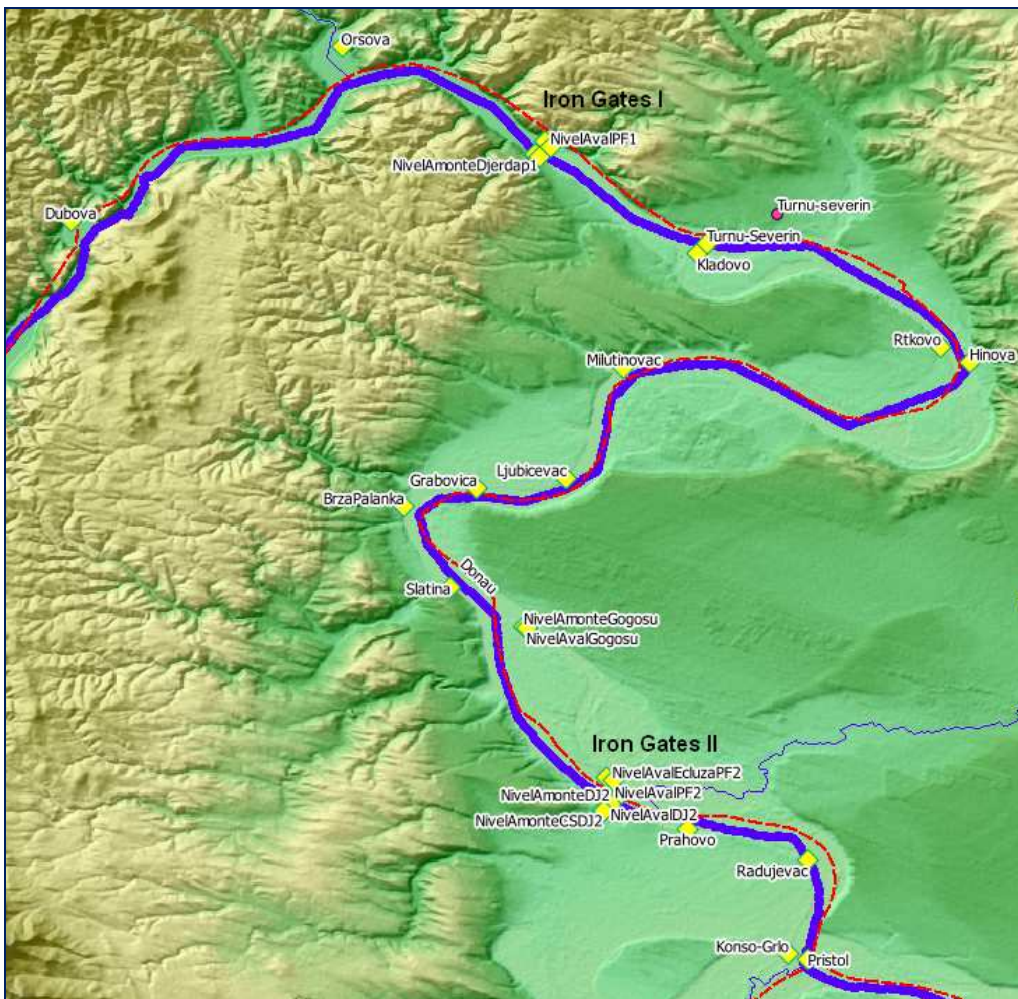 Orsova
Iron Gates I
NivelAvalPF1
NivelAmonteDjerdap1
Dubova
Turnu-severin
Turnu-Severin
Kladovo
Rtkovo
Hinova
Milutinovac
Ljubicevac
Grabovica
BrzaPalanka
Donau
Slatina
NivelAmonteGogosu
NivelAvalGogosu
Iron Gates II
NivelAvalEcluzaPF2
NivelAmonteDJ2
NivelAvalPF2
NivelAmonteCSDJ2
NivelAvalDJ2
Prahovo
Radujevac
Konso-Grlo
Pristol